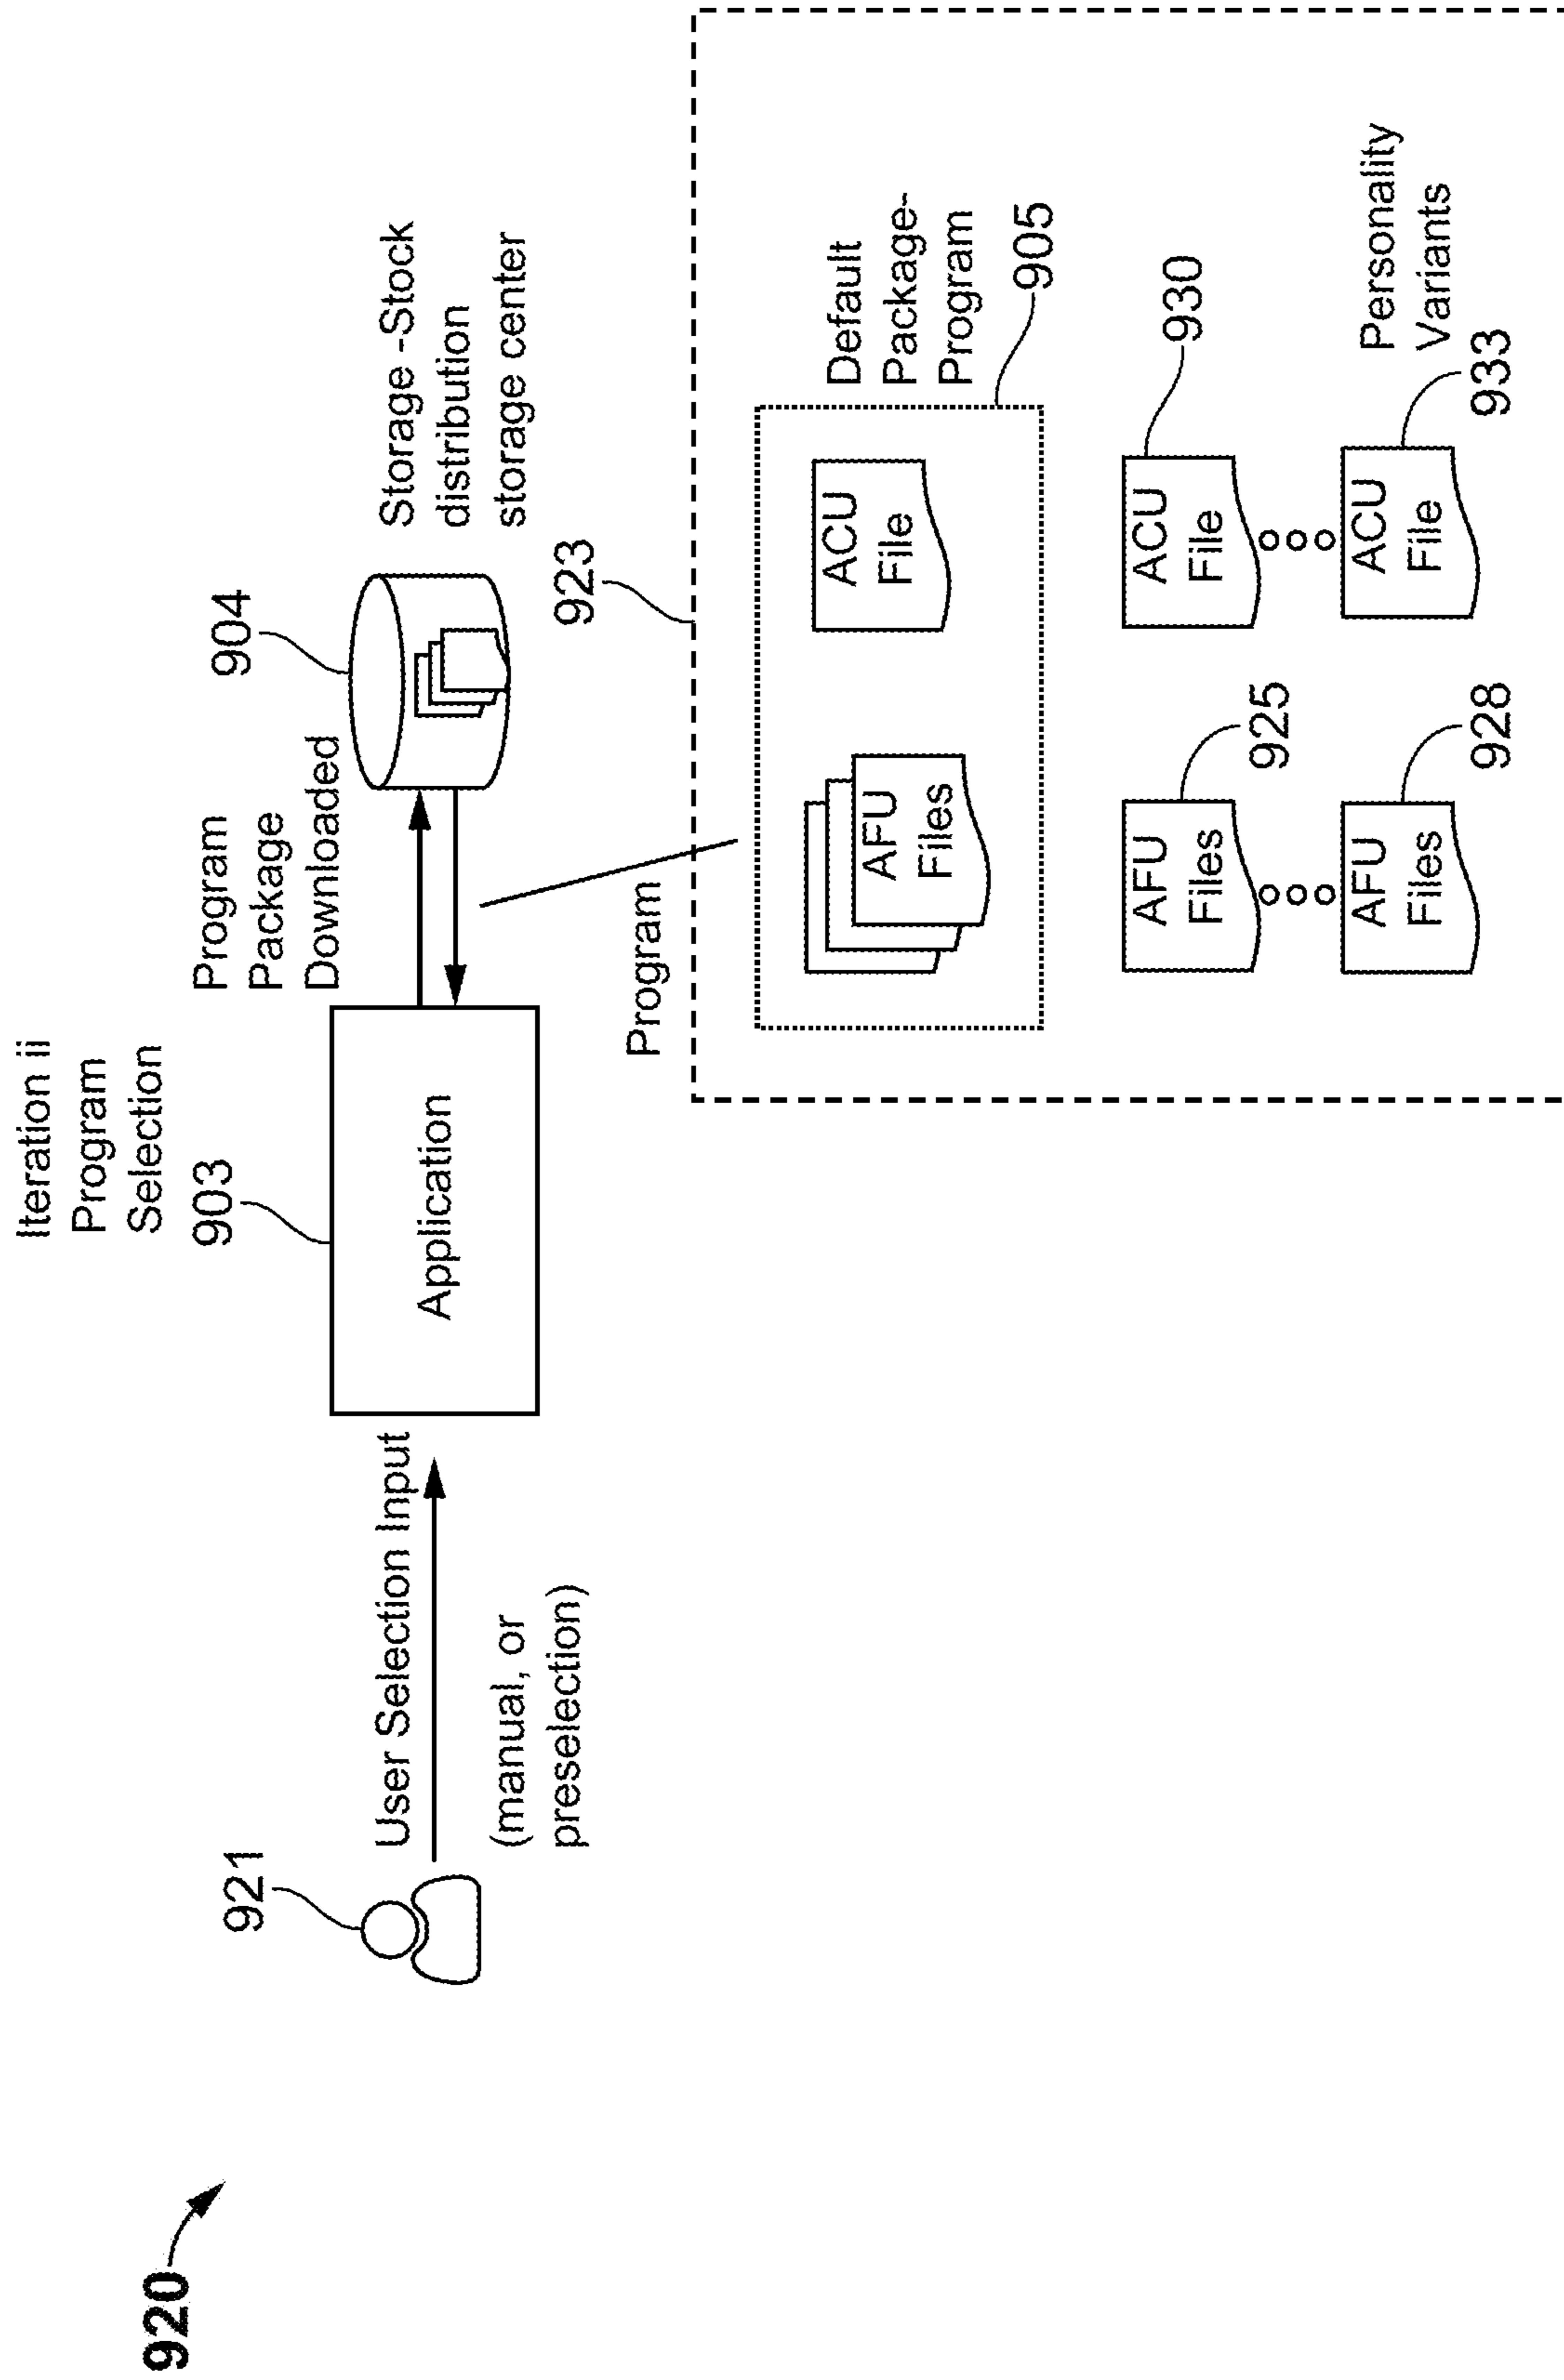 920
921
User Selection Input
(manual, or
preselection)
Iteration ii
Program
Selection
903
Application
Program
Package
Downloaded
904
Storage -Stock
distribution
storage center
923
Program
AFU
Files
ACU
File
Default
Package-
Program
905
AFU
Files
925
ACU
File
930
AFU
Files
928
ACU
File
933
Personality
Variants